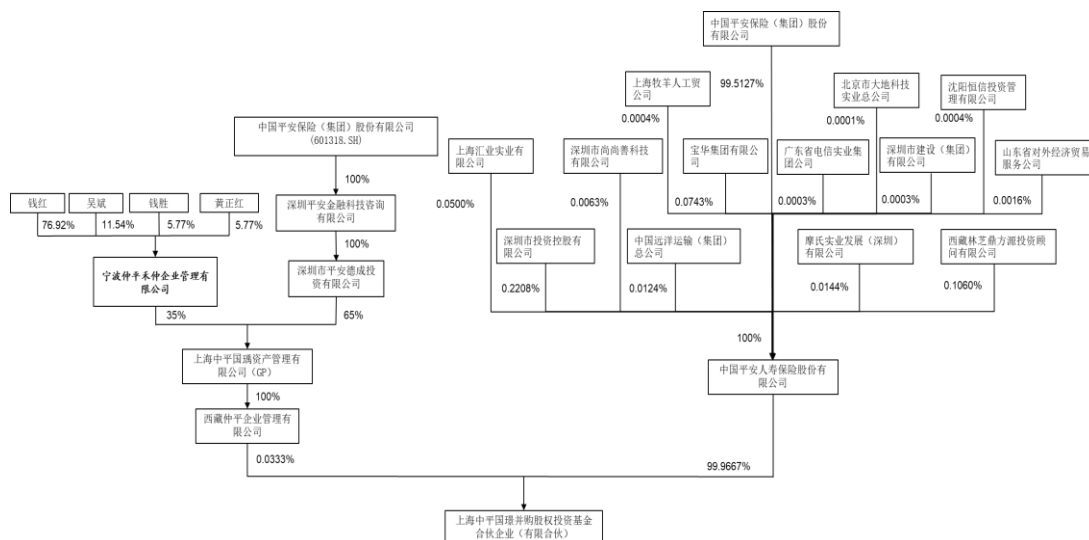 中国平安保险（集团）股份
有限公司
上海牧羊人工贸
公司
99.5127%
北京市大地科技
实业总公司
沈阳恒信投资管
理有限公司
0.0004%
0.0001%
0.0004%
中国平安保险（集团）股份有限公司
(601318.SH)
上海汇业实业有
限公司
深圳市尚尚善科技
有限公司
宝华集团有限公
司
广东省电信实业
集团公司
深圳市建设（集团）
有限公司
山东省对外经济贸易
服务公司
100%
钱红
吴斌
钱胜
黄正红
深圳平安金融科技咨询
有限公司
0.0500%
0.0063%
0.0743%
0.0003%
0.0003%
0.0016%
76.92%
11.54%
5.77%
5.77%
100%
深圳市投资控股有
限公司
中国远洋运输（集团）
总公司
摩氏实业发展（深圳）
有限公司
西藏林芝鼎方源投资顾
问有限公司
宁波仲平禾仲企业管理有
限公司
深圳市平安德成投
资有限公司
0.2208%
0.0124%
0.0144%
0.1060%
35%
65%
100%
上海中平国瑀资产管理有
限公司（GP）
中国平安人寿保险股份有
限公司
100%
西藏仲平企业管理有
限公司
0.0333%
99.9667%
上海中平国璟并购股权投资基金
合伙企业（有限合伙）